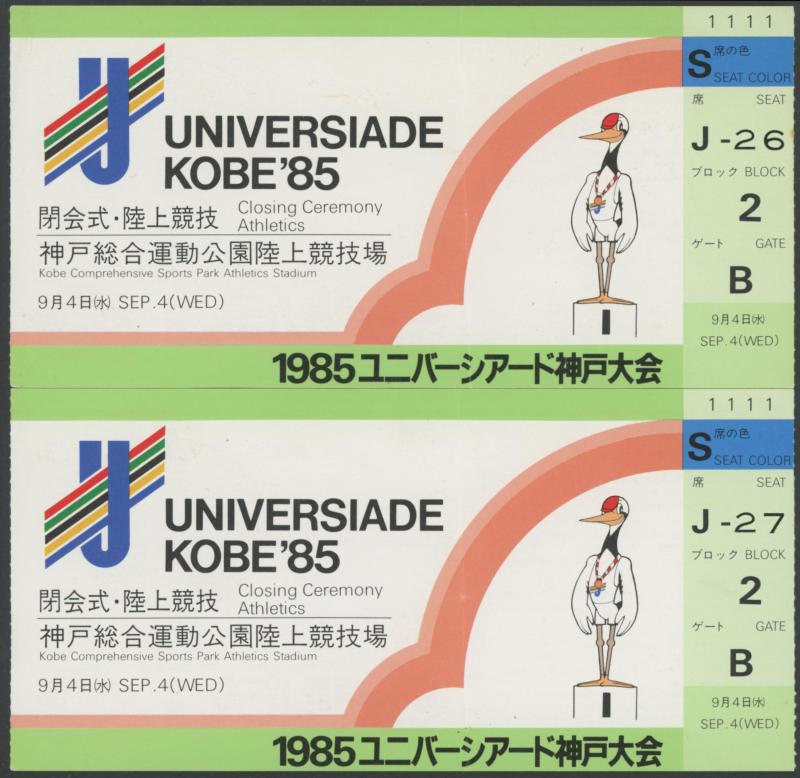 1111
S 席の色
SEAT COLOR
UNIVERSIADE
KOBE'85
席 SEAT
J-26
ブロック BLOCK
2
ゲート GATE
B
9月4日㈬
SEP.4(WED)
閉会式・陸上競技 Closing Ceremony
Athletics
神戸総合運動公園陸上競技場
Kobe Comprehensive Sports Park Athletics Stadium
9月4日㈬ SEP.4(WED)
1985ユニバーシアード神戸大会
1111
S 席の色
SEAT COLOR
UNIVERSIADE
KOBE'85
席 SEAT
J-27
ブロック BLOCK
2
ゲート GATE
B
9月4日㈬
SEP.4(WED)
閉会式・陸上競技 Closing Ceremony
Athletics
神戸総合運動公園陸上競技場
Kobe Comprehensive Sports Park Athletics Stadium
9月4日㈬ SEP.4(WED)
1985ユニバーシアード神戸大会